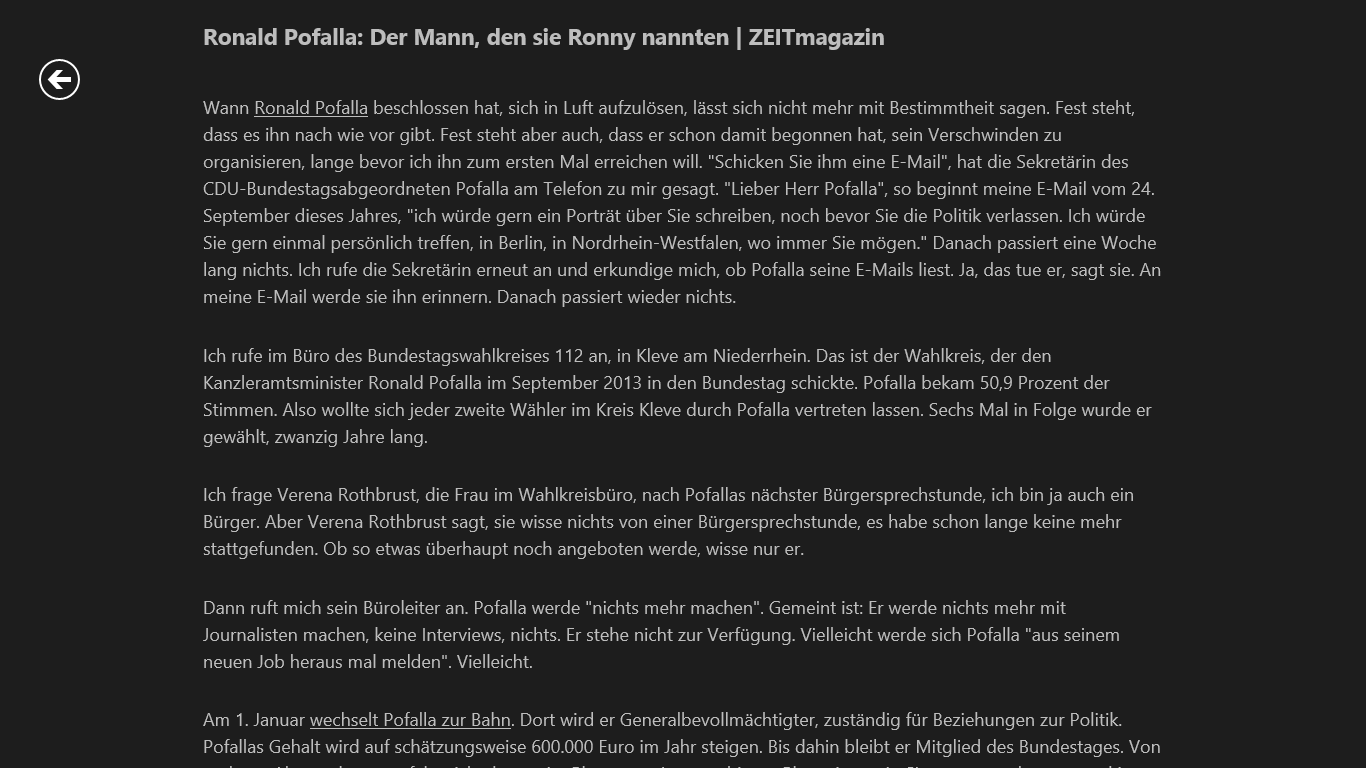 Ronald Pofalla: Der Mann, den sie Ronny nannten | ZEITmagazin
Wann Ronald Pofalla beschlossen hat, sich in Luft aufzulösen, lässt sich nicht mehr mit Bestimmtheit sagen. Fest steht,
dass es ihn nach wie vor gibt. Fest steht aber auch, dass er schon damit begonnen hat, sein Verschwinden zu
organisieren, lange bevor ich ihn zum ersten Mal erreichen will. "Schicken Sie ihm eine E-Mail", hat die Sekretärin des
CDU-Bundestagsabgeordneten Pofalla am Telefon zu mir gesagt. "Lieber Herr Pofalla", so beginnt meine E-Mail vom 24.
September dieses Jahres, "ich würde gern ein Porträt über Sie schreiben, noch bevor Sie die Politik verlassen. Ich würde
Sie gern einmal persönlich treffen, in Berlin, in Nordrhein-Westfalen, wo immer Sie mögen." Danach passiert eine Woche
lang nichts. Ich rufe die Sekretärin erneut an und erkundige mich, ob Pofalla seine E-Mails liest. Ja, das tue er, sagt sie. An
meine E-Mail werde sie ihn erinnern. Danach passiert wieder nichts.
Ich rufe im Büro des Bundestagswahlkreises 112 an, in Kleve am Niederrhein. Das ist der Wahlkreis, der den
Kanzleramtsminister Ronald Pofalla im September 2013 in den Bundestag schickte. Pofalla bekam 50,9 Prozent der
Stimmen. Also wollte sich jeder zweite Wähler im Kreis Kleve durch Pofalla vertreten lassen. Sechs Mal in Folge wurde er
gewählt, zwanzig Jahre lang.
Ich frage Verena Rothbrust, die Frau im Wahlkreisbüro, nach Pofallas nächster Bürgersprechstunde, ich bin ja auch ein
Bürger. Aber Verena Rothbrust sagt, sie wisse nichts von einer Bürgersprechstunde, es habe schon lange keine mehr
stattgefunden. Ob so etwas überhaupt noch angeboten werde, wisse nur er.
Dann ruft mich sein Büroleiter an. Pofalla werde "nichts mehr machen". Gemeint ist: Er werde nichts mehr mit
Journalisten machen, keine Interviews, nichts. Er stehe nicht zur Verfügung. Vielleicht werde sich Pofalla "aus seinem
neuen Job heraus mal melden". Vielleicht.
Am 1. Januar wechselt Pofalla zur Bahn. Dort wird er Generalbevollmächtigter, zuständig für Beziehungen zur Politik.
Pofallas Gehalt wird auf schätzungsweise 600.000 Euro im Jahr steigen. Bis dahin bleibt er Mitglied des Bundestages. Von